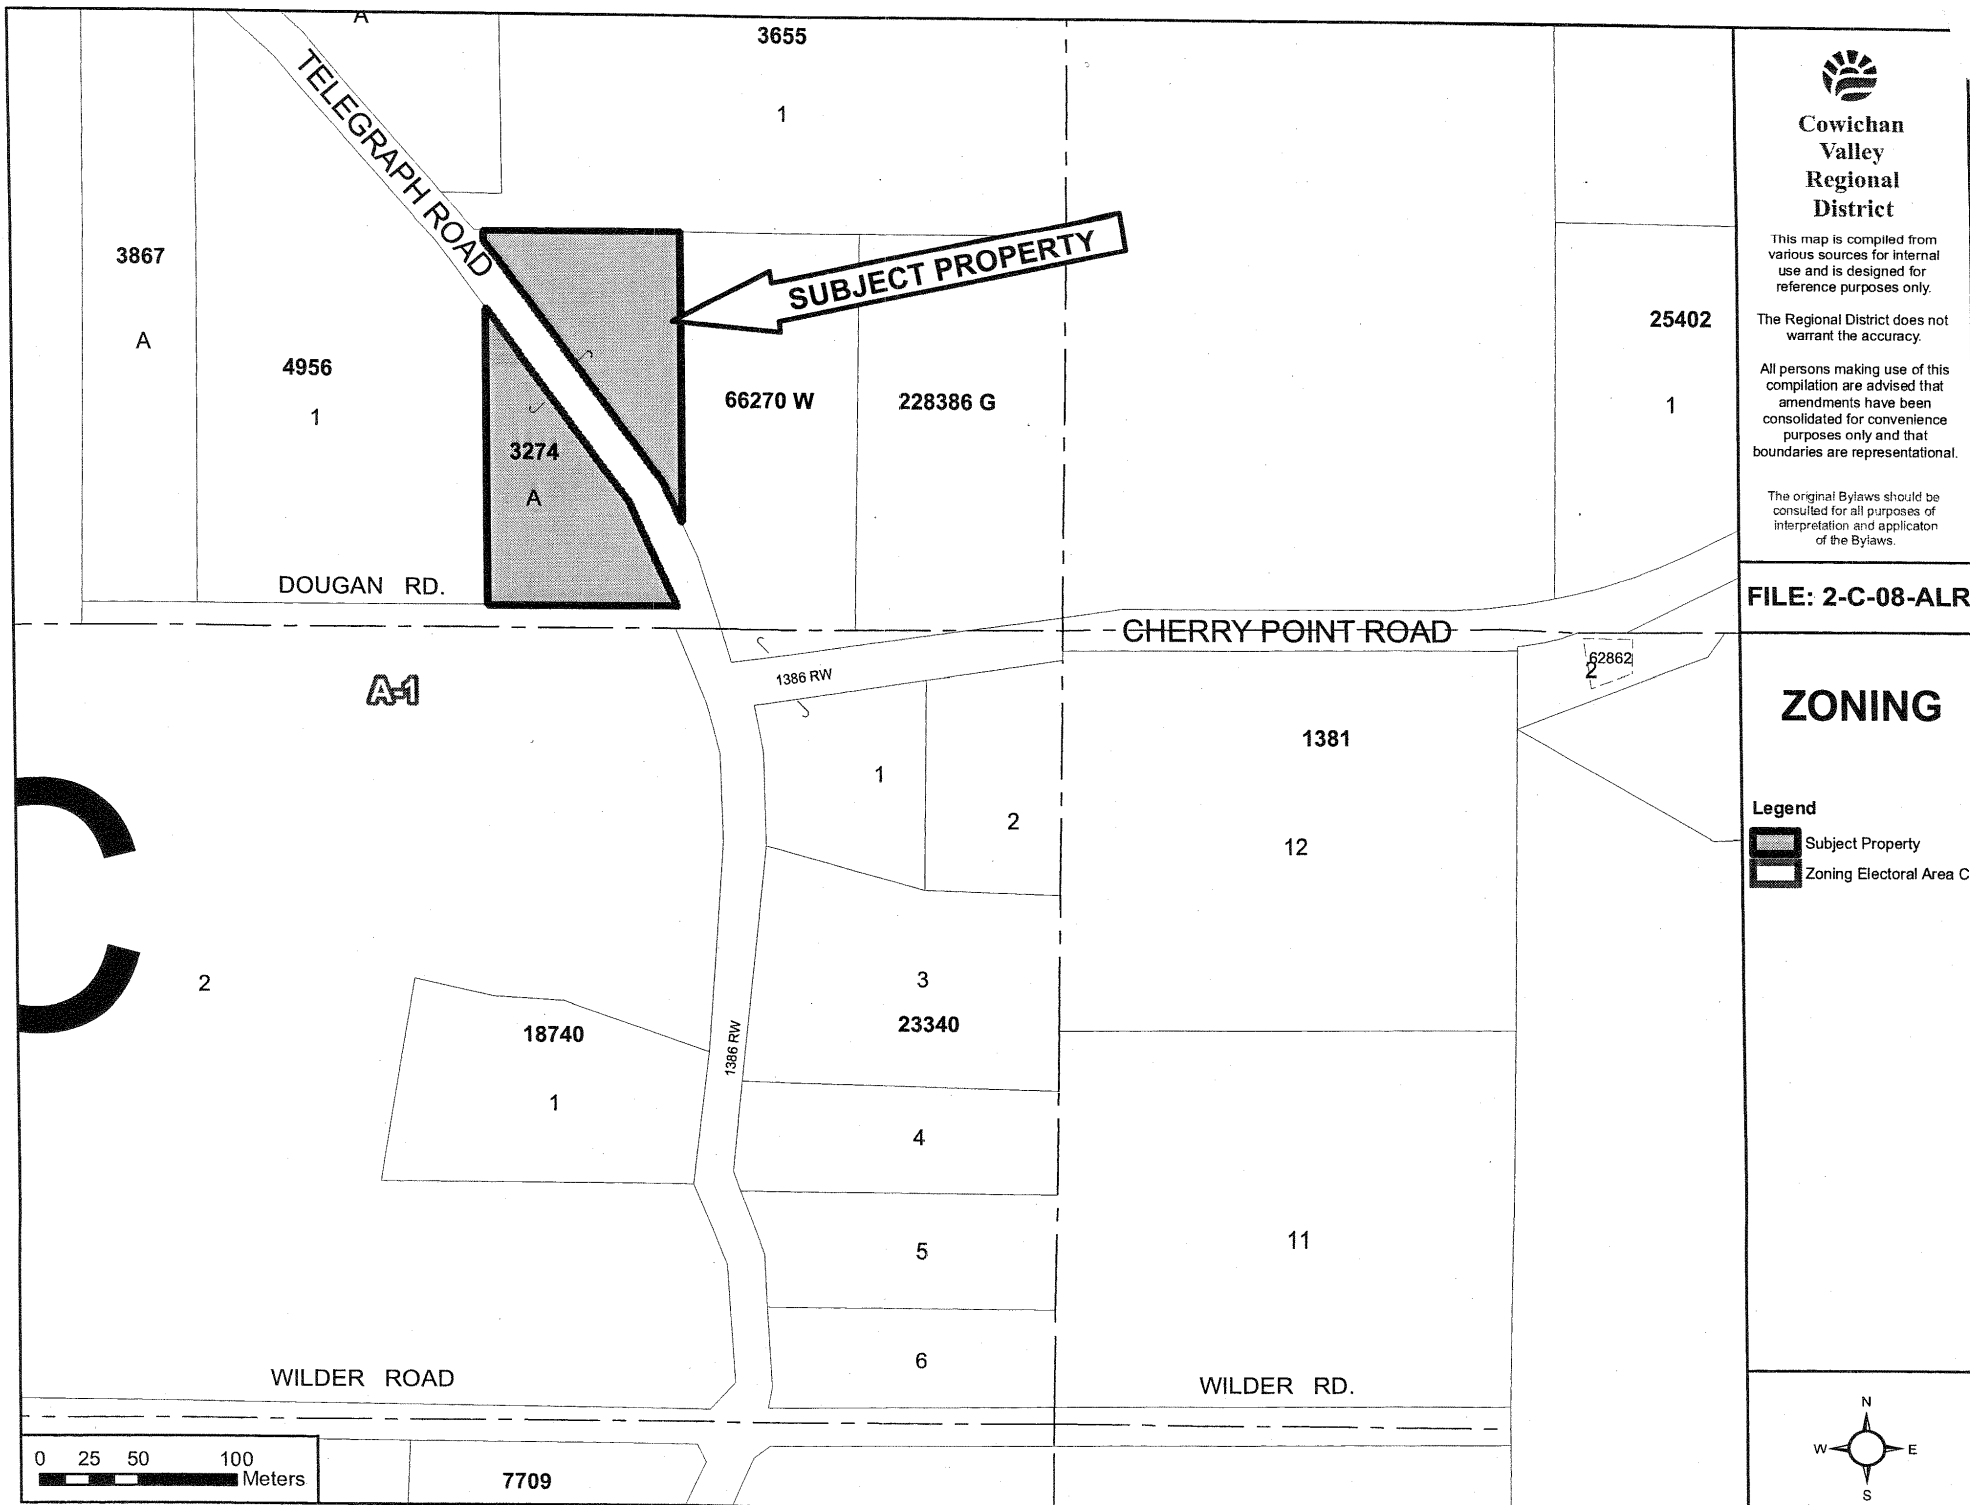 A
3655
1
TELEGRAPH ROAD
SUBJECT PROPERTY
3867
A
4956
1
3274
A
66270 W
228386 G
25402
1
DOUGAN RD.
CHERRY POINT ROAD
1386 RW
62862
2
A-1
1381
1
2
12
C
2
3
23340
18740
1
1386 RW
4
5
11
6
WILDER ROAD
WILDER RD.
0 25 50 100
Meters
7709
Cowichan
Valley
Regional
District
This map is compiled from
various sources for internal
use and is designed for
reference purposes only.
The Regional District does not
warrant the accuracy.
All persons making use of this
compilation are advised that
amendments have been
consolidated for convenience
purposes only and that
boundaries are representational.
The original Bylaws should be
consulted for all purposes of
interpretation and applicaton
of the Bylaws.
FILE: 2-C-08-ALR
ZONING
Legend
Subject Property
Zoning Electoral Area C
N
W E
S